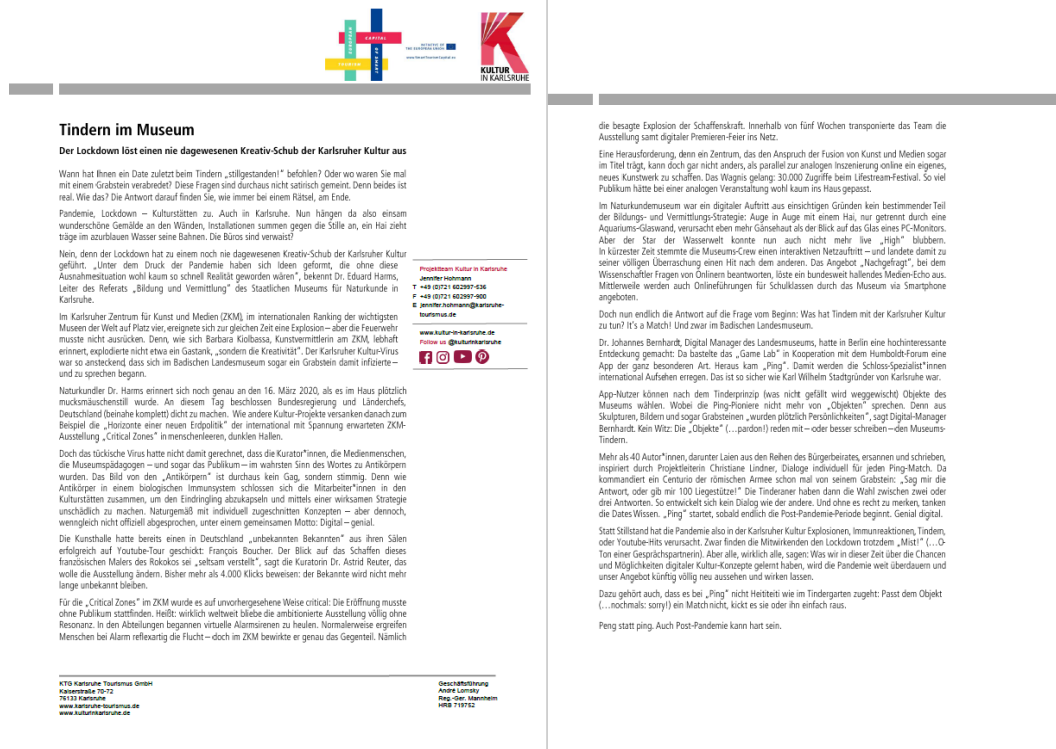 EUROPEAN
CAPITAL
OF SMART
TOURISM
INITIATIVE OF
THE EUROPEAN UNION
KULTUR
IN KARLSRUHE
Tindern im Museum
Der Lockdown löst einen nie dagewesenen Kreativ-Schub der Karlsruher Kultur aus
Wann hat Ihnen ein Date zuletzt beim Tindern „stillgestanden!“ befohlen? Oder wo waren Sie mal
mit einem Grabstein verabredet? Diese Fragen sind durchaus nicht satirisch gemeint. Denn beides ist
real. Wie das? Die Antwort darauf finden Sie, wie immer bei einem Rätsel, am Ende.
Pandemie, Lockdown – Kulturstätten zu. Auch in Karlsruhe. Nun hängen da also einsam
wunderschöne Gemälde an den Wänden, Installationen summen gegen die Stille an, ein Hai zieht
träge im azurblauen Wasser seine Bahnen. Die Büros sind verwaist?
Nein, denn der Lockdown hat zu einem noch nie dagewesenen Kreativ-Schub der Karlsruher Kultur
geführt. „Unter dem Druck der Pandemie haben sich Ideen geformt, die ohne diese
Ausnahmesituation wohl kaum so schnell Realität geworden wären“, bekennt Dr. Eduard Harms,
Leiter des Referats „Bildung und Vermittlung“ des Staatlichen Museums für Naturkunde in
Karlsruhe.
Im Karlsruher Zentrum für Kunst und Medien (ZKM), im internationalen Ranking der wichtigsten
Museen der Welt auf Platz vier, ereignete sich zur gleichen Zeit eine Explosion – aber die Feuerwehr
musste nicht ausrücken. Denn, wie sich Barbara Kiolbassa, Kunstvermittlerin am ZKM, lebhaft
erinnert, explodierte nicht etwa ein Gastank, „sondern die Kreativität“. Der Karlsruher Kultur-Virus
war so ansteckend, dass sich im Badischen Landesmuseum sogar ein Grabstein damit infizierte –
und zu sprechen begann.
Naturkundler Dr. Harms erinnert sich noch genau an den 16. März 2020, als es im Haus plötzlich
mucksmäuschenstill wurde. An diesem Tag beschlossen Bundesregierung und Länderchefs,
Deutschland (beinahe komplett) dicht zu machen. Wie andere Kultur-Projekte versanken danach zum
Beispiel die „Horizonte einer neuen Erdpolitik“ der international mit Spannung erwarteten ZKM-
Ausstellung „Critical Zones“ in menschenleeren, dunklen Hallen.
Doch das tückische Virus hatte nicht damit gerechnet, dass die Kurator*innen, die Medienmenschen,
die Museumspädagogen – und sogar das Publikum – im wahrsten Sinn des Wortes zu Antikörpern
wurden. Das Bild von den „Antikörpern“ ist durchaus kein Gag, sondern stimmig. Denn wie
Antikörper in einem biologischen Immunsystem schlossen sich die Mitarbeiter*innen in den
Kulturstätten zusammen, um den Eindringling abzukapseln und mittels einer wirksamen Strategie
unschädlich zu machen. Naturgemäß mit individuell zugeschnitten Konzepten – aber dennoch,
wenngleich nicht offiziell abgesprochen, unter einem gemeinsamen Motto: Digital – genial.
Die Kunsthalle hatte bereits einen in Deutschland „unbekannten Bekannten“ aus ihren Sälen
erfolgreich auf Youtube-Tour geschickt: François Boucher. Der Blick auf das Schaffen dieses
französischen Malers des Rokokos sei „seltsam verstellt“, sagt die Kuratorin Dr. Astrid Reuter, das
wolle die Ausstellung ändern. Bisher mehr als 4.000 Klicks beweisen: der Bekannte wird nicht mehr
lange unbekannt bleiben.
Für die „Critical Zones“ im ZKM wurde es auf unvorhergesehene Weise critical: Die Eröffnung musste
ohne Publikum stattfinden. Heißt: wirklich weltweit bliebe die ambitionierte Ausstellung völlig ohne
Resonanz. In den Abteilungen begannen virtuelle Alarmsirenen zu heulen. Normalerweise ergreifen
Menschen bei Alarm reflexartig die Flucht – doch im ZKM bewirkte er genau das Gegenteil. Nämlich
Projektteam Kultur in Karlsruhe
Jennifer Hohmann
T +49 (0)721 602997-636
F +49 (0)721 602997-900
E jennifer.hohmann@karlsruhe-
tourismus.de
www.kultur-in-karlsruhe.de
Follow us @kulturinkarlsruhe
KTG Karlsruhe Tourismus GmbH
Kaiserstraße 70-72
76133 Karlsruhe
www.karlsruhe-tourismus.de
www.kulturinkarlsruhe.de
Geschäftsführung
André Lomsky
Reg.-Ger. Mannheim
HRB 719752
die besagte Explosion der Schaffenskraft. Innerhalb von fünf Wochen transponierte das Team die
Ausstellung samt digitaler Premieren-Feier ins Netz.
Eine Herausforderung, denn ein Zentrum, das den Anspruch der Fusion von Kunst und Medien sogar
im Titel trägt, kann doch gar nicht anders, als parallel zur analogen Inszenierung online ein eigenes,
neues Kunstwerk zu schaffen. Das Wagnis gelang: 30.000 Zugriffe beim Lifestream-Festival. So viel
Publikum hätte bei einer analogen Veranstaltung wohl kaum ins Haus gepasst.
Im Naturkundemuseum war ein digitaler Auftritt aus einsichtigen Gründen kein bestimmender Teil
der Bildungs- und Vermittlungs-Strategie: Auge in Auge mit einem Hai, nur getrennt durch eine
Aquariums-Glaswand, verursacht eben mehr Gänsehaut als der Blick auf das Glas eines PC-Monitors.
Aber der Star der Wasserwelt konnte nun auch nicht mehr live „High“ blubbern.
In kürzester Zeit stemmte die Museums-Crew einen interaktiven Netzauftritt – und landete damit zu
seiner völligen Überraschung einen Hit nach dem anderen. Das Angebot „Nachgefragt“, bei dem
Wissenschaftler Fragen von Onlinern beantworten, löste ein bundesweit hallendes Medien-Echo aus.
Mittlerweile werden auch Onlineführungen für Schulklassen durch das Museum via Smartphone
angeboten.
Doch nun endlich die Antwort auf die Frage vom Beginn: Was hat Tindern mit der Karlsruher Kultur
zu tun? It’s a Match! Und zwar im Badischen Landesmuseum.
Dr. Johannes Bernhardt, Digital Manager des Landesmuseums, hatte in Berlin eine hochinteressante
Entdeckung gemacht: Da bastelte das „Game Lab“ in Kooperation mit dem Humboldt-Forum eine
App der ganz besonderen Art. Heraus kam „Ping“. Damit werden die Schloss-Spezialist*innen
international Aufsehen erregen. Das ist so sicher wie Karl Wilhelm Stadtgründer von Karlsruhe war.
App-Nutzer können nach dem Tinderprinzip (was nicht gefällt wird weggewischt) Objekte des
Museums wählen. Wobei die Ping-Pioniere nicht mehr von „Objekten“ sprechen. Denn aus
Skulpturen, Bildern und sogar Grabsteinen „wurden plötzlich Persönlichkeiten“, sagt Digital-Manager
Bernhardt. Kein Witz: Die „Objekte“ (…pardon!) reden mit – oder besser schreiben – den Museums-
Tindern.
Mehr als 40 Autor*innen, darunter Laien aus den Reihen des Bürgerbeirates, ersannen und schrieben,
inspiriert durch Projektleiterin Christiane Lindner, Dialoge individuell für jeden Ping-Match. Da
kommandiert ein Centurio der römischen Armee schon mal von seinem Grabstein: „Sag mir die
Antwort, oder gib mir 100 Liegestütze!“ Die Tinderaner haben dann die Wahl zwischen zwei oder
drei Antworten. So entwickelt sich kein Dialog wie der andere. Und ohne es recht zu merken, tanken
die Dates Wissen. „Ping“ startet, sobald endlich die Post-Pandemie-Periode beginnt. Genial digital.
Statt Stillstand hat die Pandemie also in der Karlsruher Kultur Explosionen, Immunreaktionen, Tindern,
oder Youtube-Hits verursacht. Zwar finden die Mitwirkenden den Lockdown trotzdem „Mist!“ (…O-
Ton einer Gesprächspartnerin). Aber alle, wirklich alle, sagen: Was wir in dieser Zeit über die Chancen
und Möglichkeiten digitaler Kultur-Konzepte gelernt haben, wird die Pandemie weit überdauern und
unser Angebot künftig völlig neu aussehen und wirken lassen.
Dazu gehört auch, dass es bei „Ping“ nicht Heititeiti wie im Tindergarten zugeht: Passt dem Objekt
(…nochmals: sorry!) ein Match nicht, kickt es sie oder ihn einfach raus.
Peng statt ping. Auch Post-Pandemie kann hart sein.